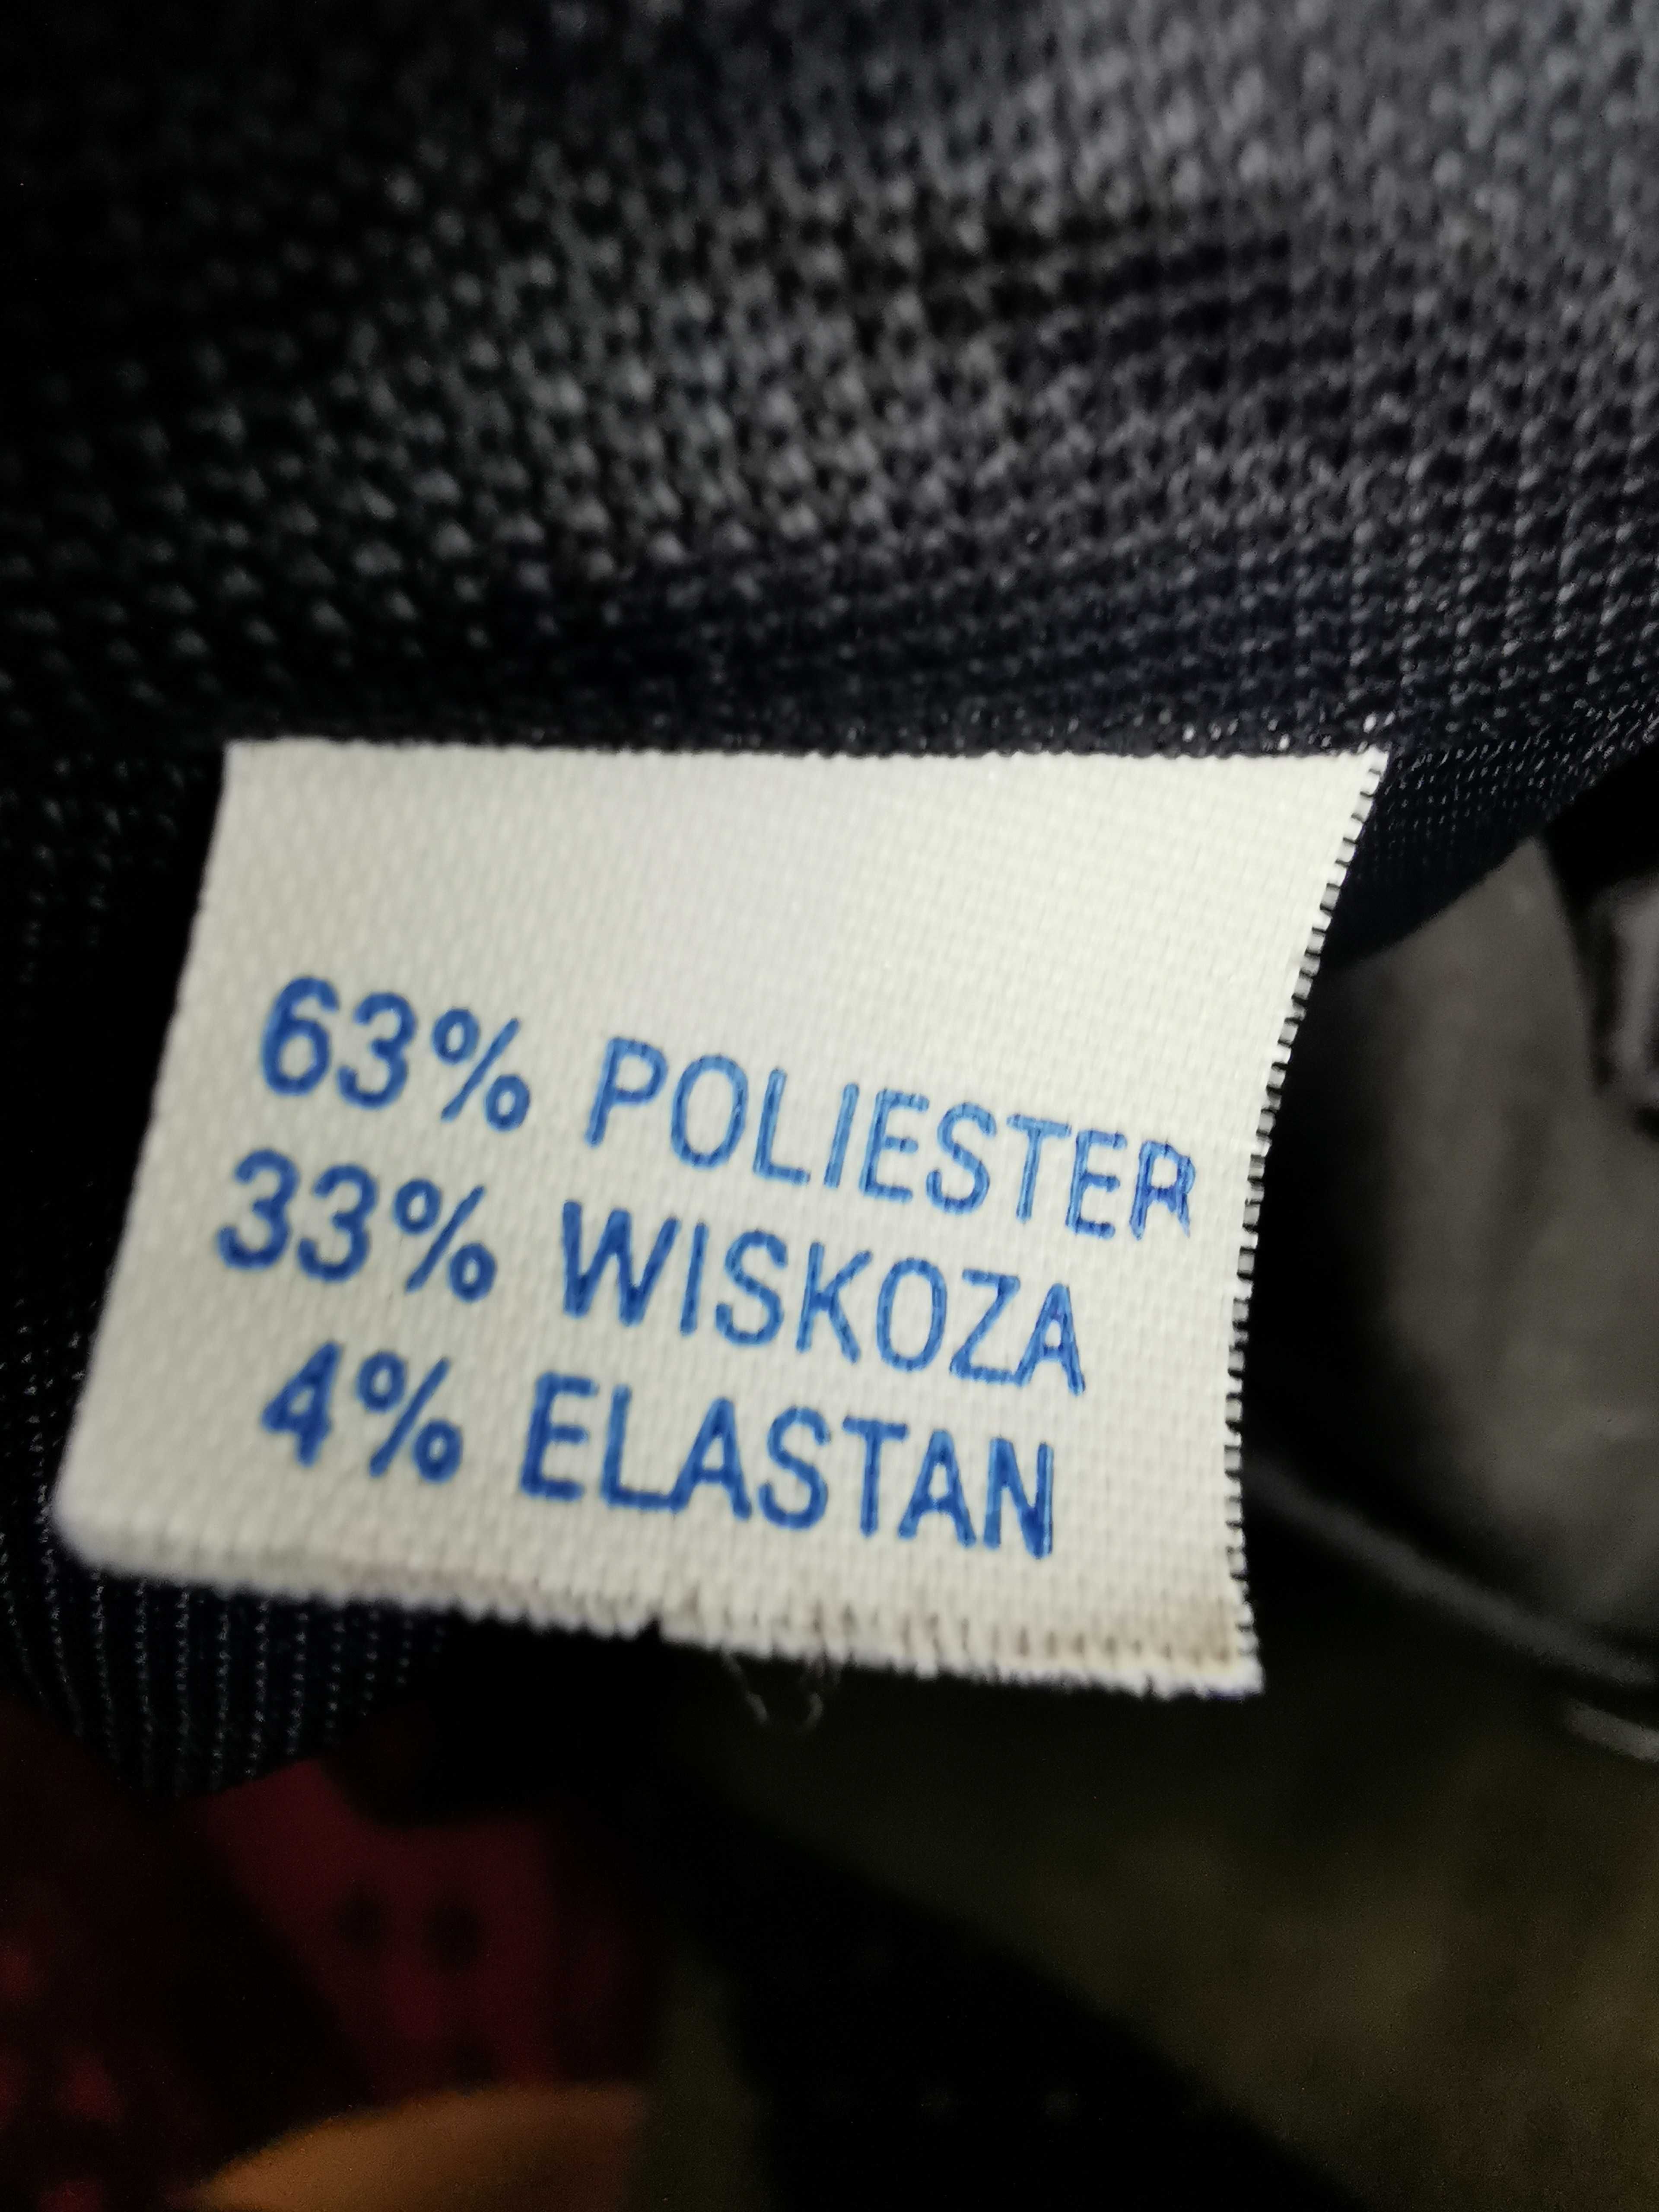 63% POLIESTER
33% WISKOZA
4% ELASTAN